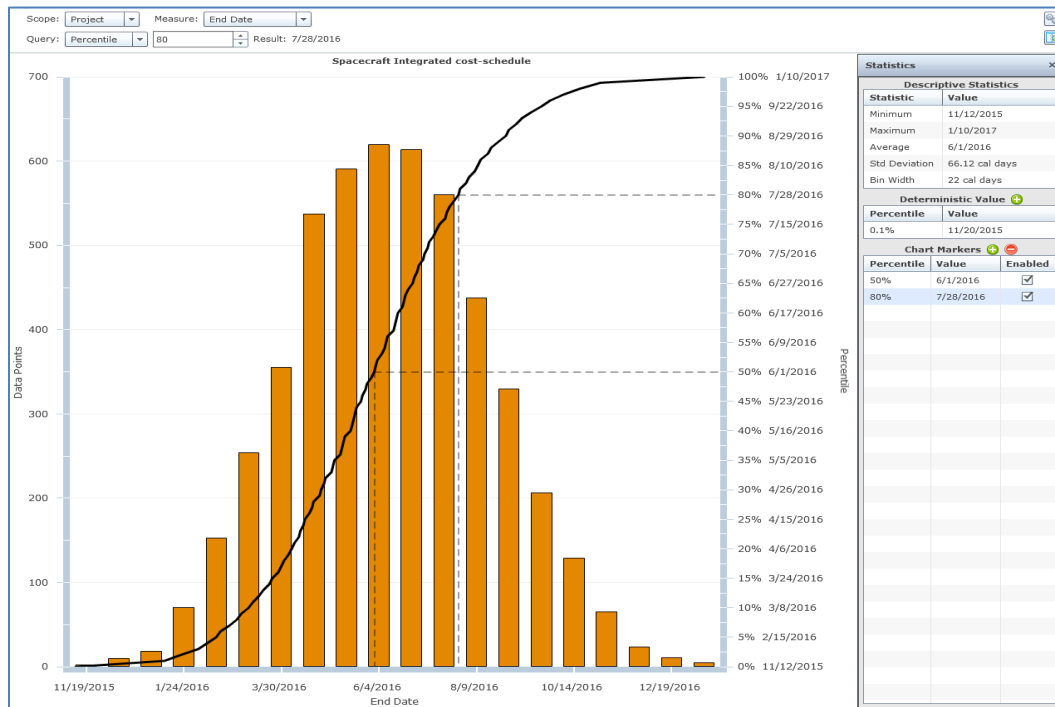 Scope: Project Measure: End Date
Query: Percentile 80 Result: 7/28/2016
Spacecraft Integrated cost-schedule
700
600
500
400
300
200
100
0
Data Points
11/19/2015 1/24/2016 3/30/2016 6/4/2016 8/9/2016 10/14/2016 12/19/2016
End Date
100% 1/10/2017
95% 9/22/2016
90% 8/29/2016
85% 8/10/2016
80% 7/28/2016
75% 7/15/2016
70% 7/5/2016
65% 6/27/2016
60% 6/17/2016
55% 6/9/2016
50% 6/1/2016
45% 5/23/2016
40% 5/16/2016
35% 5/5/2016
30% 4/26/2016
25% 4/15/2016
20% 4/6/2016
15% 3/24/2016
10% 3/8/2016
5% 2/15/2016
0% 11/12/2015
Percentile
Statistics
Descriptive Statistics
Statistic Value
Minimum 11/12/2015
Maximum 1/10/2017
Average 6/1/2016
Std Deviation 66.12 cal days
Bin Width 22 cal days
Deterministic Value
Percentile Value
0.1% 11/20/2015
Chart Markers
Percentile Value Enabled
50% 6/1/2016
80% 7/28/2016